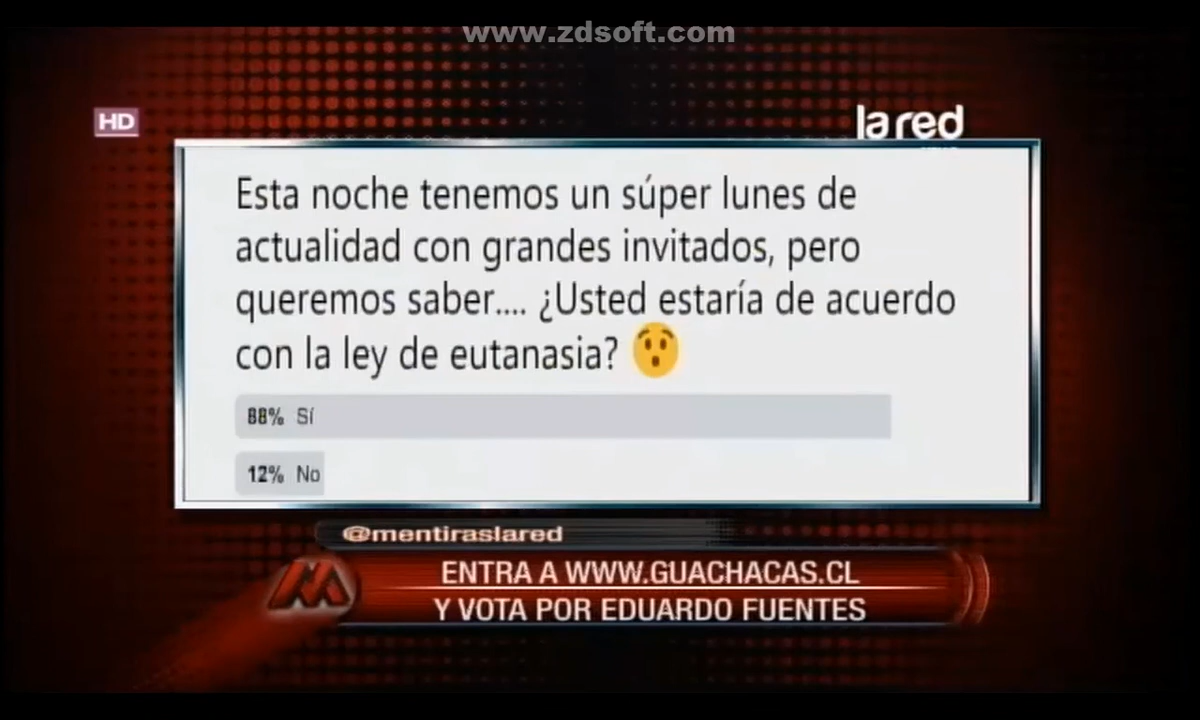 www.zdsoft.com
HD
la red
Esta noche tenemos un súper lunes de
actualidad con grandes invitados, pero
queremos saber.... ¿Usted estaría de acuerdo
con la ley de eutanasia? 😯
88% Sí
12% No
@mentiraslared
ENTRA A WWW.GUACHACAS.CL
Y VOTA POR EDUARDO FUENTES